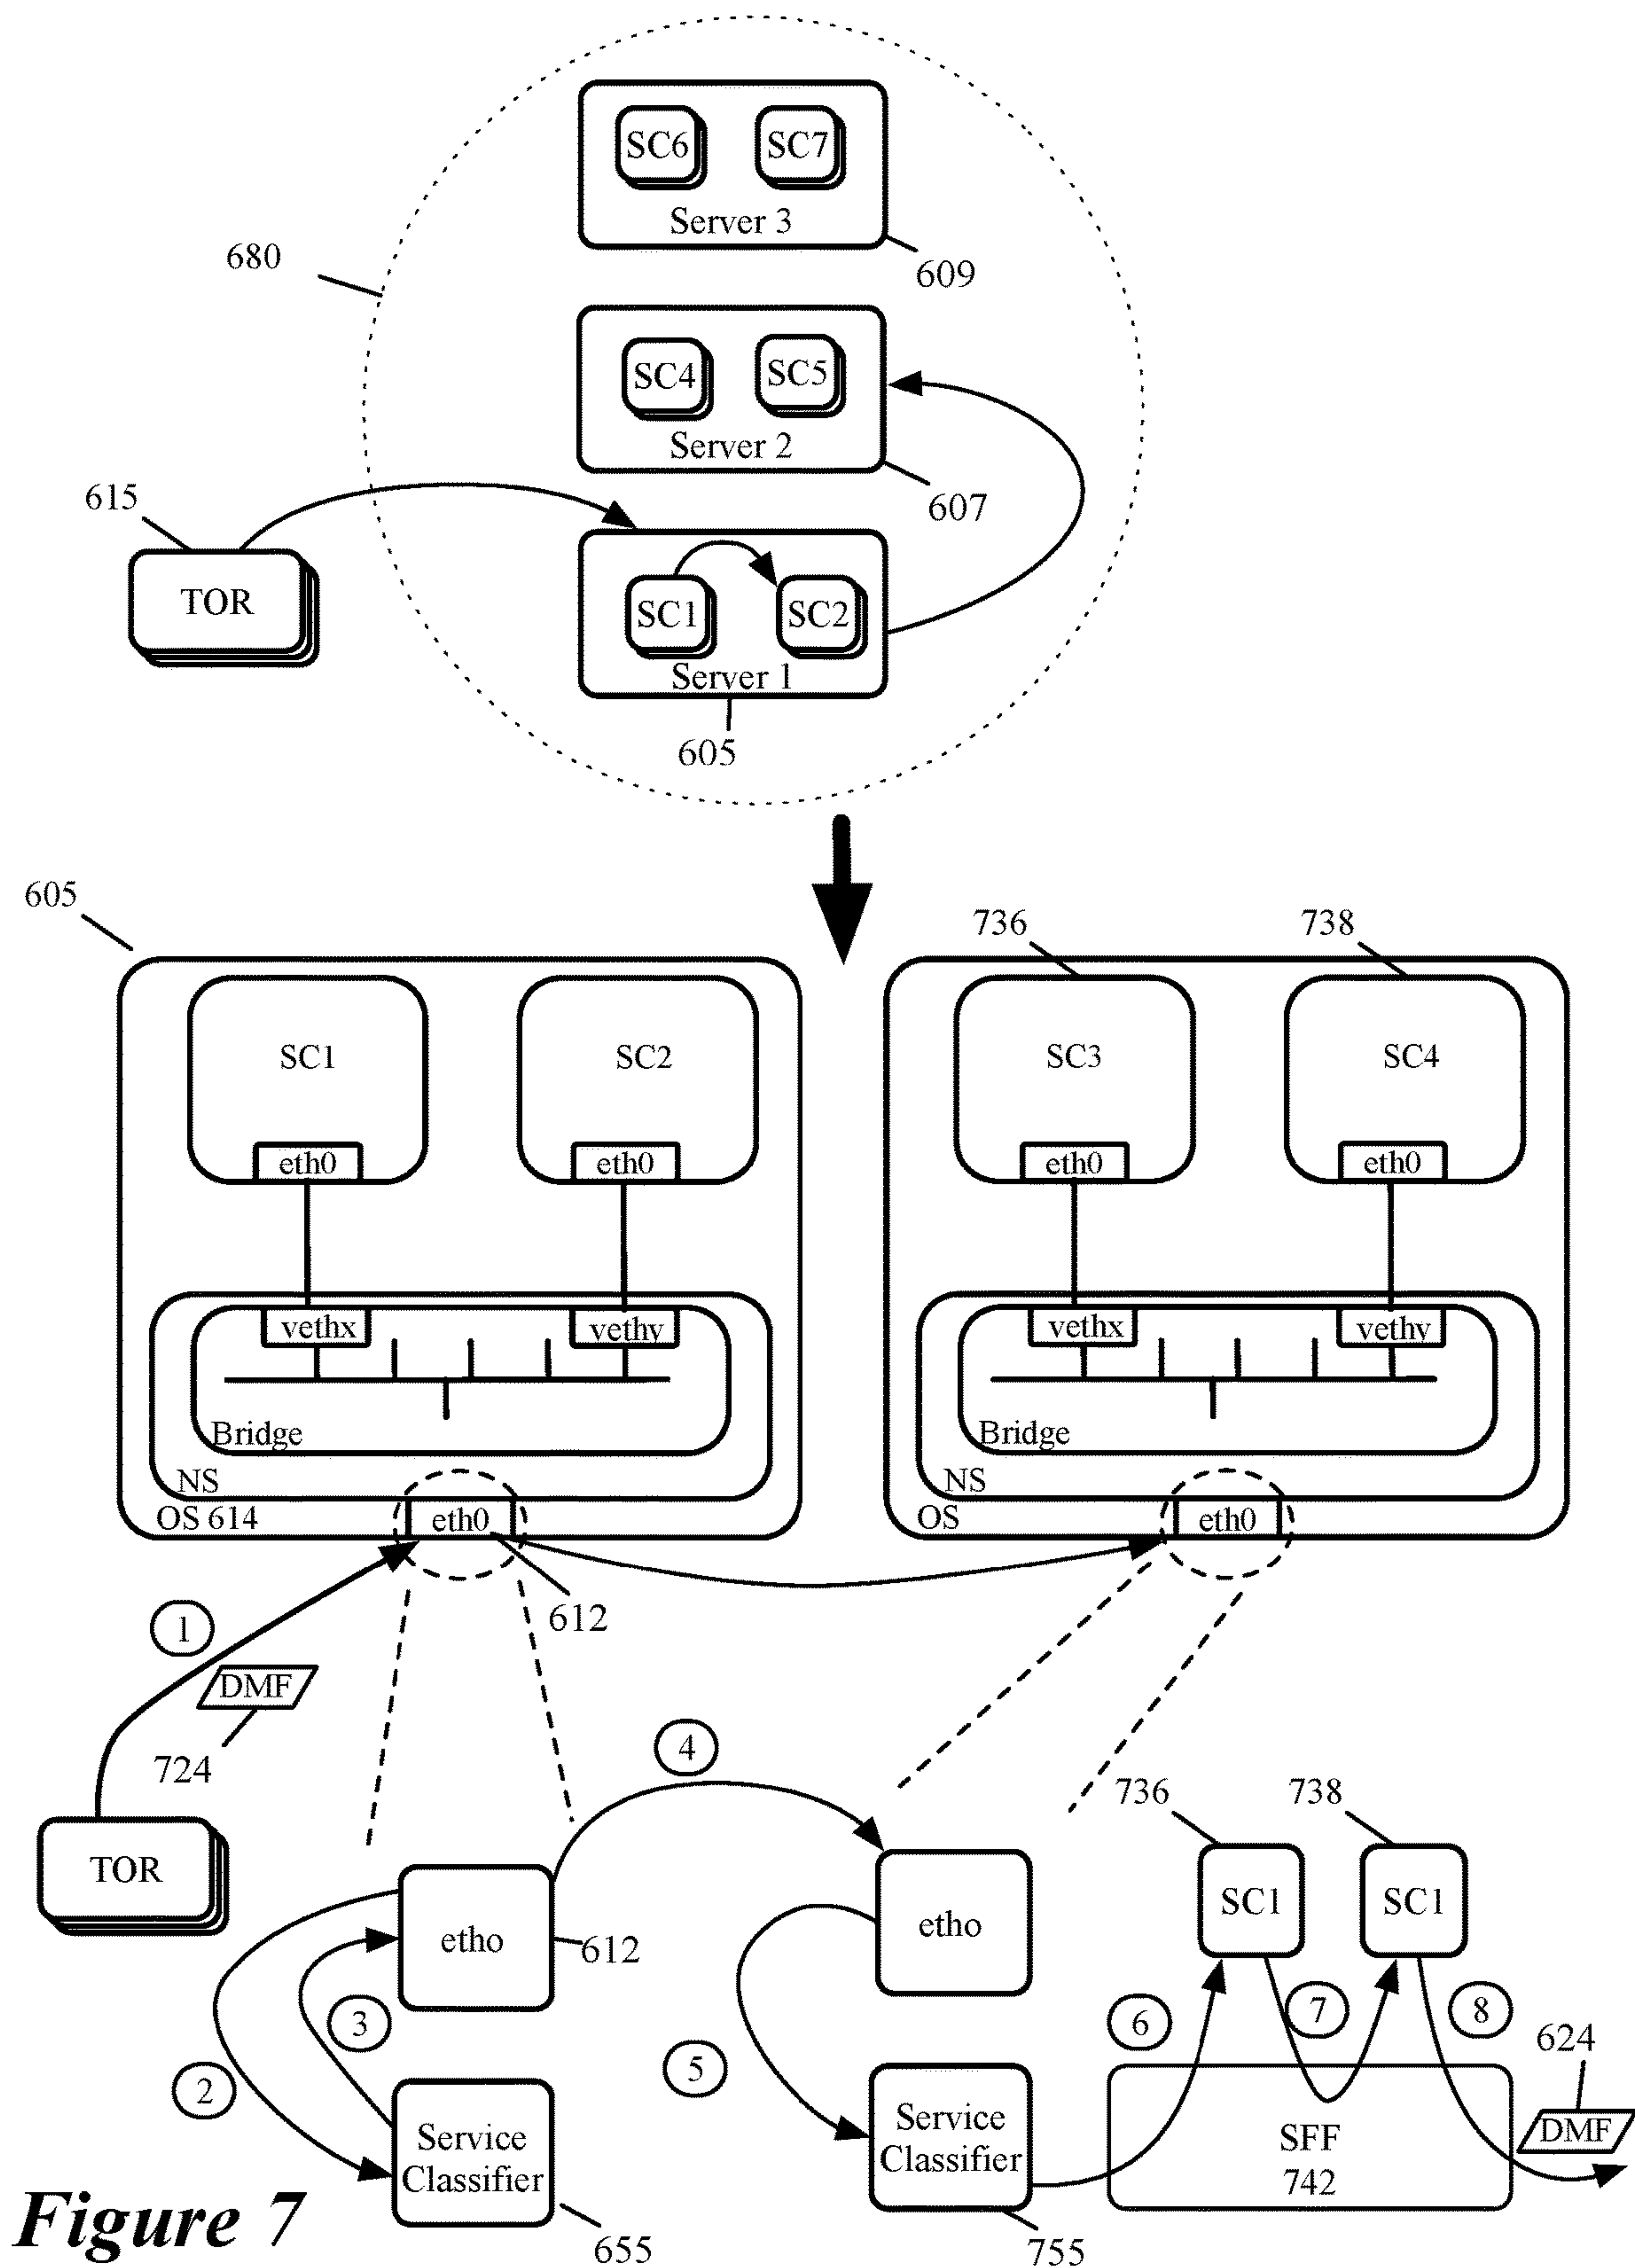 SC6 SC7
Server 3
680
609
SC4 SC5
Server 2
615
607
TOR
SC1 SC2
Server 1
605
605
736 738
SC1 SC2 SC3 SC4
eth0 eth0 eth0 eth0
vethx vethy vethx vethy
Bridge Bridge
NS NS
OS 614 eth0 OS eth0
612
1
DMF
724
4
736 738
TOR
SC1 SC1
etho 612 etho
3 6 7 8
624
2 5
Service Classifier
Service Classifier
SFF
742
DMF
655 755
Figure 7